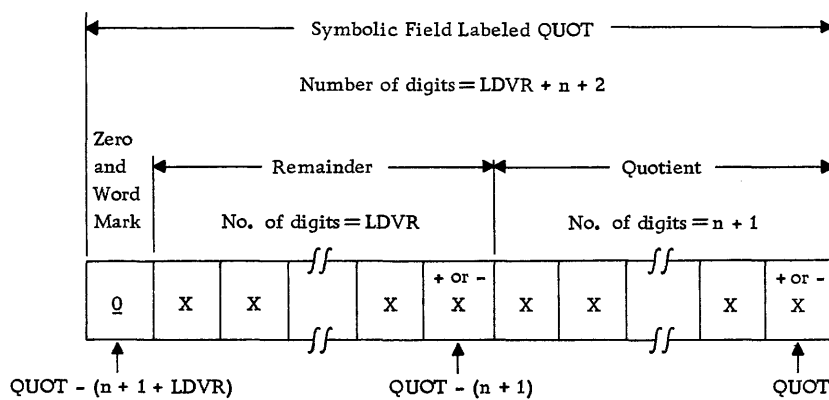 Symbolic Field Labeled QUOT
Number of digits = LDVR + n + 2
Zero
and
Word
Mark
Remainder
Quotient
No. of digits = LDVR
No. of digits = n + 1
+ or -
+ or -
0 X X X X X X X X
QUOT - (n + 1 + LDVR)
QUOT - (n + 1)
QUOT